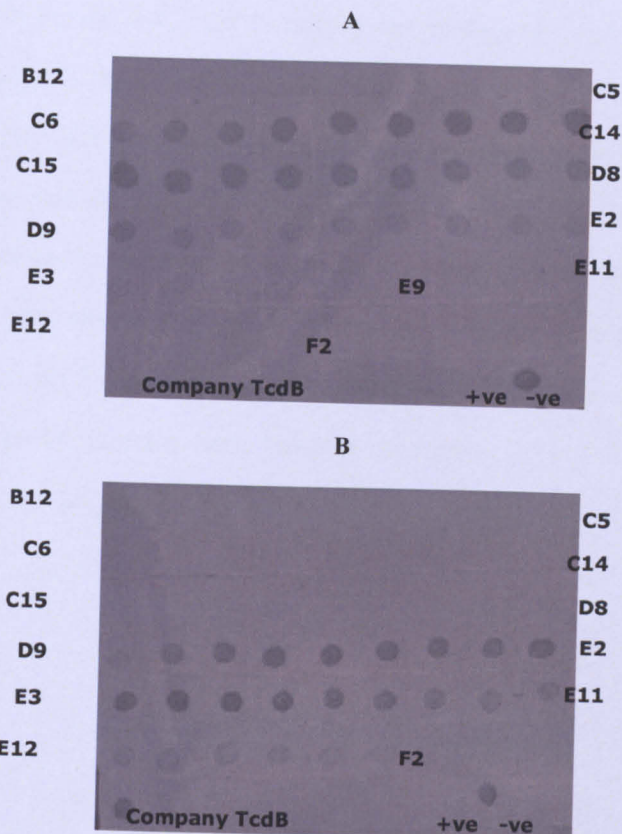 A
B12 C5
C6 C14
C15 D8
D9 E2
E3 E9 E11
E12 F2
Company TcdB +ve -ve
B
B12 C5
C6 C14
C15 D8
D9 E2
E3 E11
E12 F2
Company TcdB +ve -ve